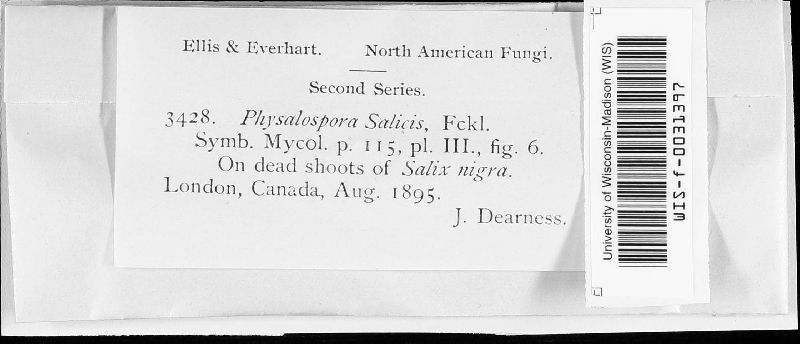 Ellis & Everhart. North American Fungi.
Second Series.
3428. Physalospora Salicis, Fckl.
Symb. Mycol. p. 115, pl. III., fig. 6.
On dead shoots of Salix nigra.
London, Canada, Aug. 1895.
J. Dearness.
University of Wisconsin-Madison (WIS)
WIS-f-0031397